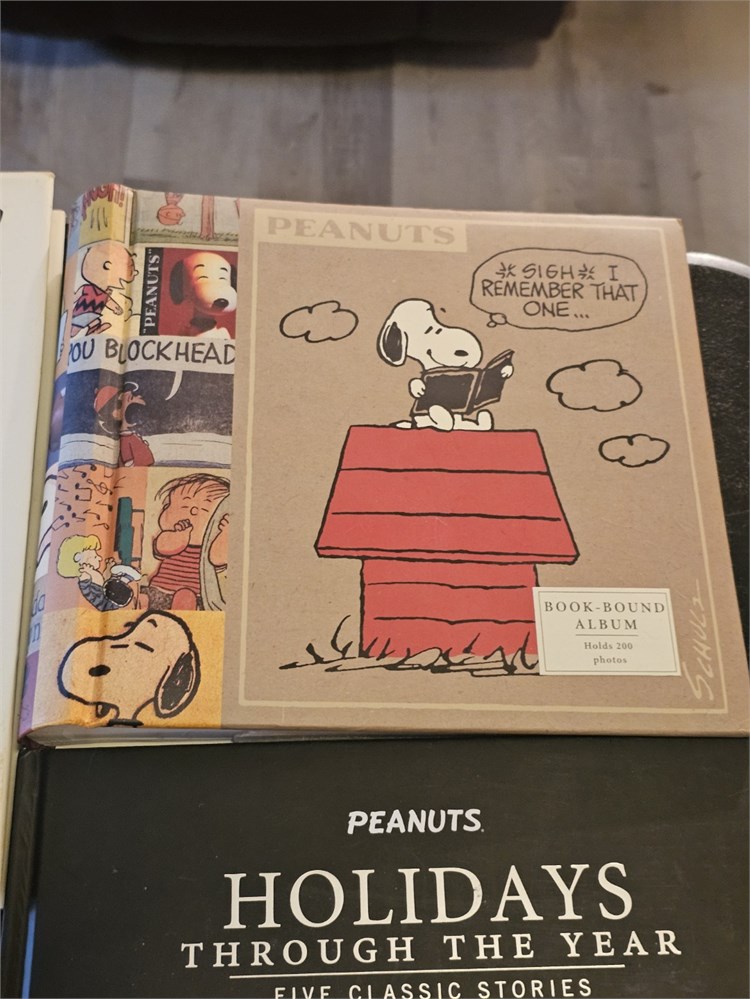 PEANUTS
*SIGH* I
REMEMBER THAT
ONE...
"PEANUTS"
YOU BLOCKHEAD
BOOK-BOUND
ALBUM
Holds 200
photos
SCHULZ
PEANUTS
HOLIDAYS
THROUGH THE YEAR
FIVE CLASSIC STORIES